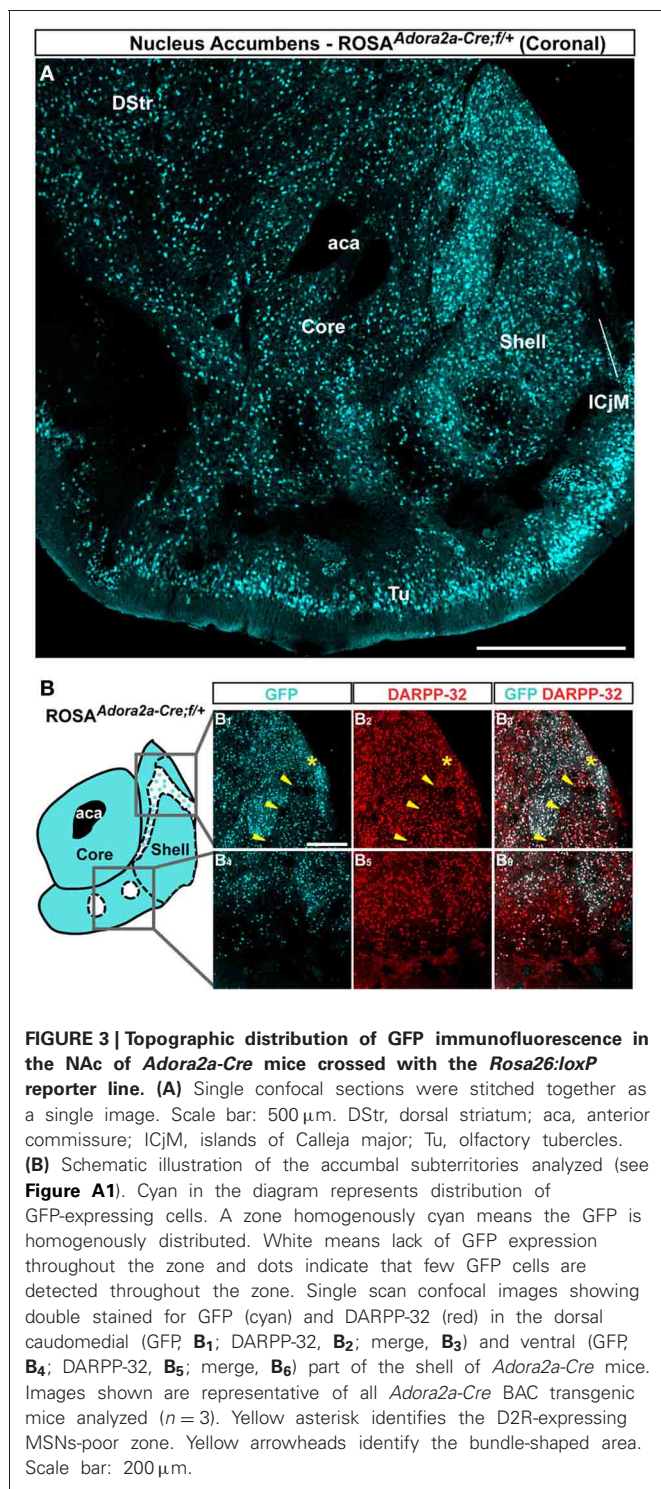 Nucleus Accumbens - ROSAAdora2a-Cre;f/+ (Coronal)
A
DStr
aca
Core
Shell
ICjM
Tu
B
ROSAAdora2a-Cre;f/+
GFP
DARPP-32
GFP DARPP-32
aca
Core
Shell
B1
B2
B3
*
*
*
B4
B5
B6
FIGURE 3 | Topographic distribution of GFP immunofluorescence in
the NAc of Adora2a-Cre mice crossed with the Rosa26:loxP
reporter line. (A) Single confocal sections were stitched together as
a single image. Scale bar: 500 μm. DStr, dorsal striatum; aca, anterior
commissure; ICjM, islands of Calleja major; Tu, olfactory tubercles.
(B) Schematic illustration of the accumbal subterritories analyzed (see
Figure A1). Cyan in the diagram represents distribution of
GFP-expressing cells. A zone homogenously cyan means the GFP is
homogenously distributed. White means lack of GFP expression
throughout the zone and dots indicate that few GFP cells are
detected throughout the zone. Single scan confocal images showing
double stained for GFP (cyan) and DARPP-32 (red) in the dorsal
caudomedial (GFP, B1; DARPP-32, B2; merge, B3) and ventral (GFP,
B4; DARPP-32, B5; merge, B6) part of the shell of Adora2a-Cre mice.
Images shown are representative of all Adora2a-Cre BAC transgenic
mice analyzed (n = 3). Yellow asterisk identifies the D2R-expressing
MSNs-poor zone. Yellow arrowheads identify the bundle-shaped area.
Scale bar: 200 μm.